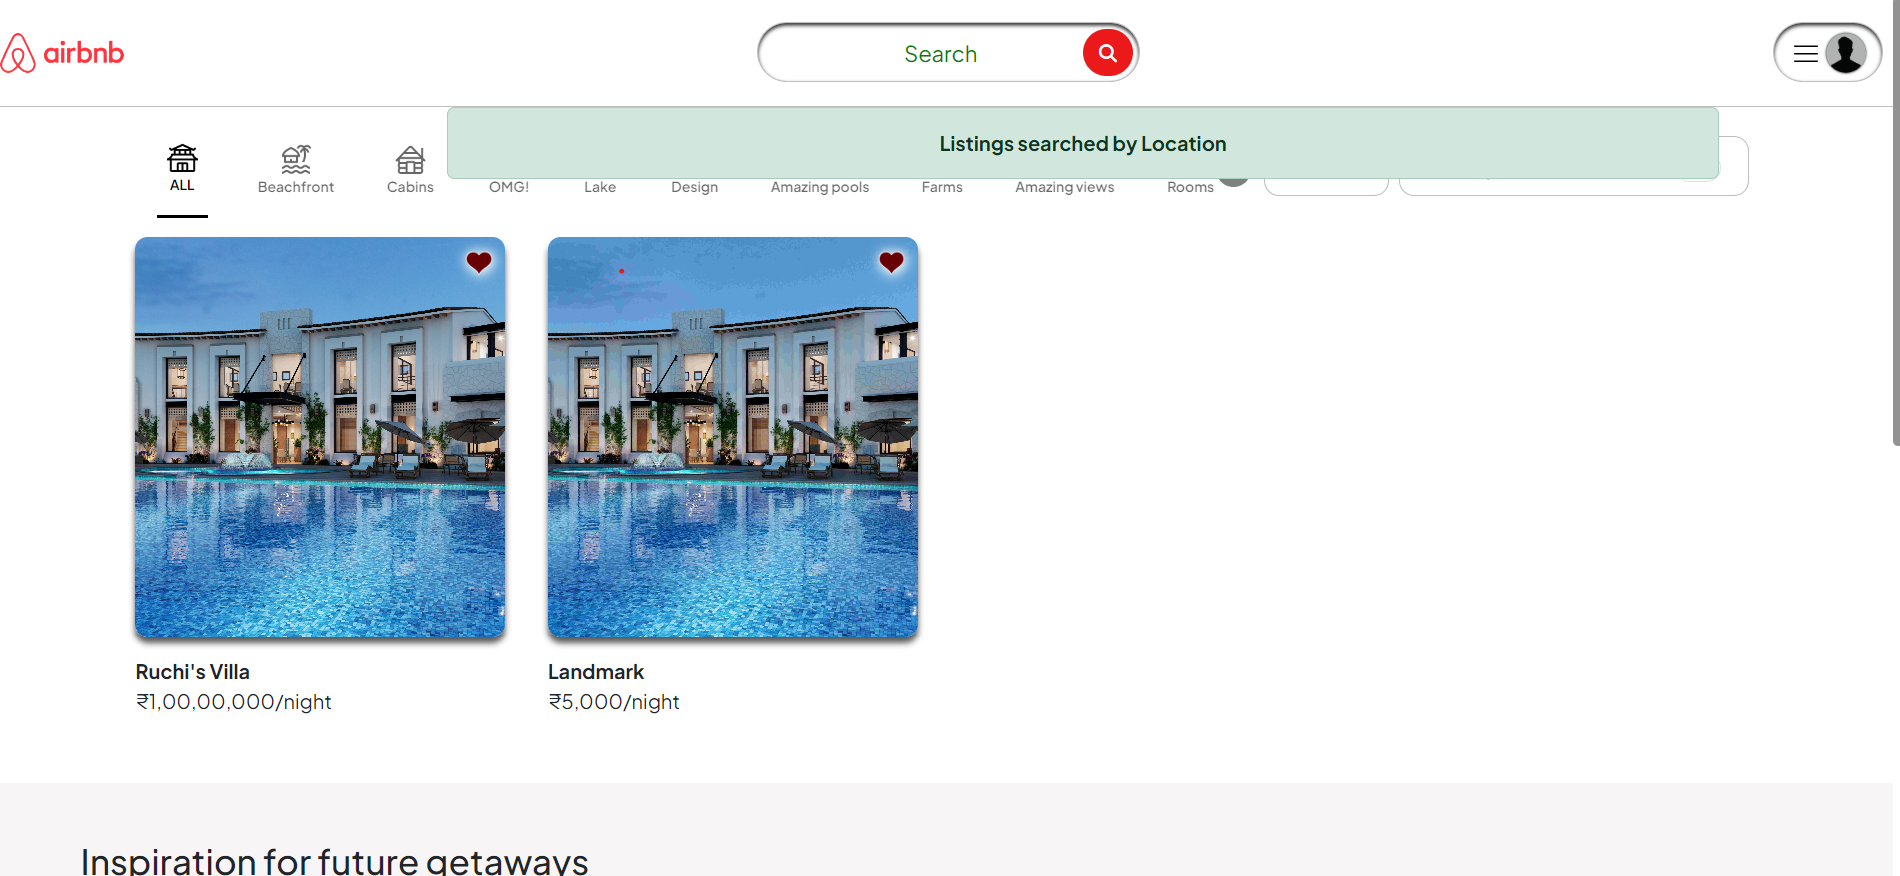 airbnb
Search
Listings searched by Location
ALL
Beachfront
Cabins
OMG!
Lake
Design
Amazing pools
Farms
Amazing views
Rooms
Ruchi's Villa
₹1,00,00,000/night
Landmark
₹5,000/night
Inspiration for future getaways